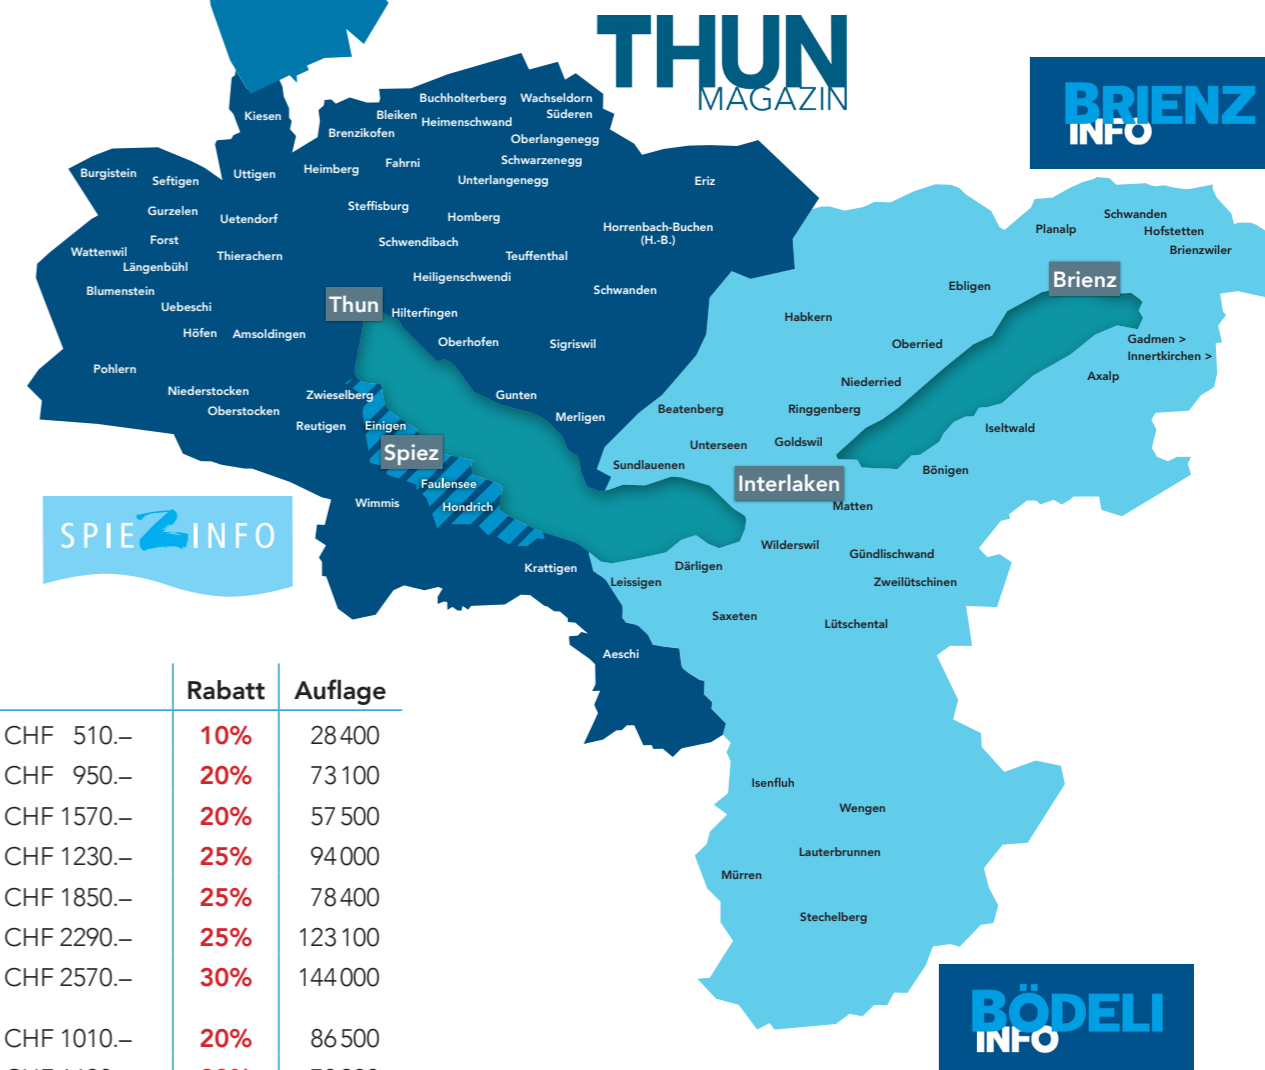 THUN
MAGAZIN
BRIENZ
INFO
Kiesen
Buchholterberg
Wachseldorn
Bleiken
Heimenschwand
Süderen
Brenzikofen
Oberlangenegg
Fahrni
Schwarzenegg
Burgistein
Seftigen
Uttigen
Heimberg
Unterlangenegg
Eriz
Gurzelen
Uetendorf
Steffisburg
Homberg
Horrenbach-Buchen
(H.-B.)
Forst
Schwendibach
Wattenwil
Thierachern
Teuffenthal
Längenbühl
Heiligenschwendi
Blumenstein
Schwanden
Uebeschi
Thun
Hilterfingen
Höfen
Amsoldingen
Oberhofen
Sigriswil
Pohlern
Niederstocken
Zwieselberg
Gunten
Oberstocken
Merligen
Reutigen
Einigen
Spiez
Faulensee
Wimmis
Hondrich
Krattigen
Aeschi
Schwanden
Planalp
Hofstetten
Brienzwiler
Brienz
Ebligen
Habkern
Oberried
Gadmen >
Innertkirchen >
Niederried
Axalp
Beatenberg
Ringgenberg
Iseltwald
Unterseen
Goldswil
Sundlauenen
Bönigen
Interlaken
Matten
Wilderswil
Gündlischwand
Därligen
Leissigen
Zweilütschinen
Saxeten
Lütschental
Isenfluh
Wengen
Lauterbrunnen
Mürren
Stechelberg
SPIEZINFO
Rabatt Auflage
CHF 510.– 10% 28 400
CHF 950.– 20% 73 100
CHF 1570.– 20% 57 500
CHF 1230.– 25% 94 000
CHF 1850.– 25% 78 400
CHF 2290.– 25% 123 100
CHF 2570.– 30% 144 000
CHF 1010.– 20% 86 500
BÖDELI
INFO